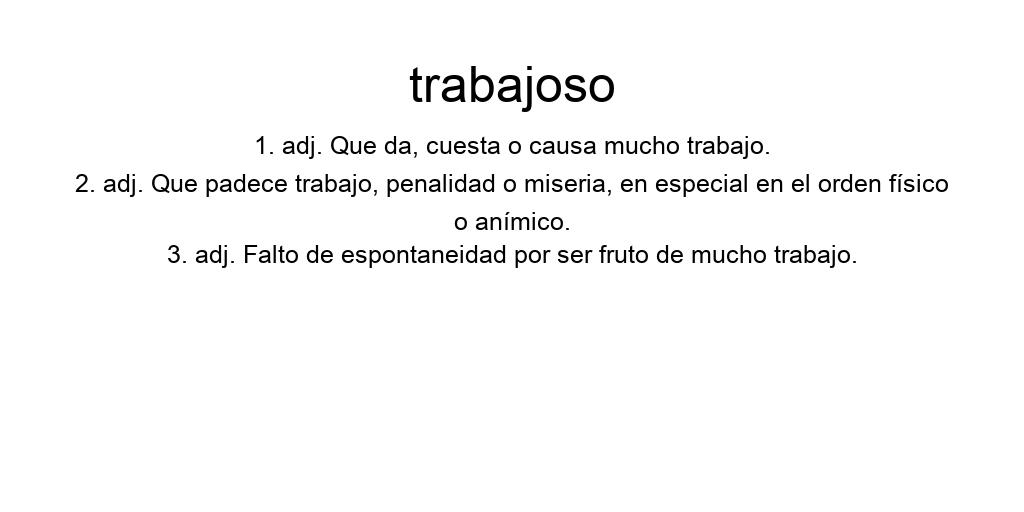 trabajoso
1. adj. Que da, cuesta o causa mucho trabajo.
2. adj. Que padece trabajo, penalidad o miseria, en especial en el orden físico
o anímico.
3. adj. Falto de espontaneidad por ser fruto de mucho trabajo.